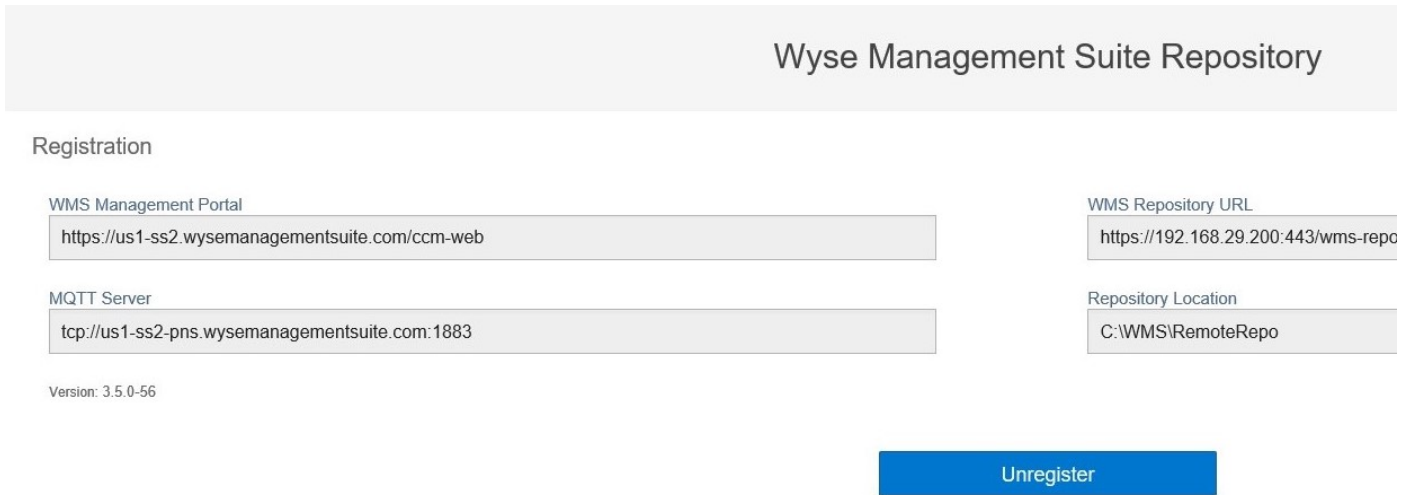 Wyse Management Suite Repository
Registration
WMS Management Portal
https://us1-ss2.wysemanagementsuite.com/ccm-web
WMS Repository URL
https://192.168.29.200:443/wms-repo
MQTT Server
tcp://us1-ss2-pns.wysemanagementsuite.com:1883
Repository Location
C:\WMS\RemoteRepo
Version: 3.5.0-56
Unregister